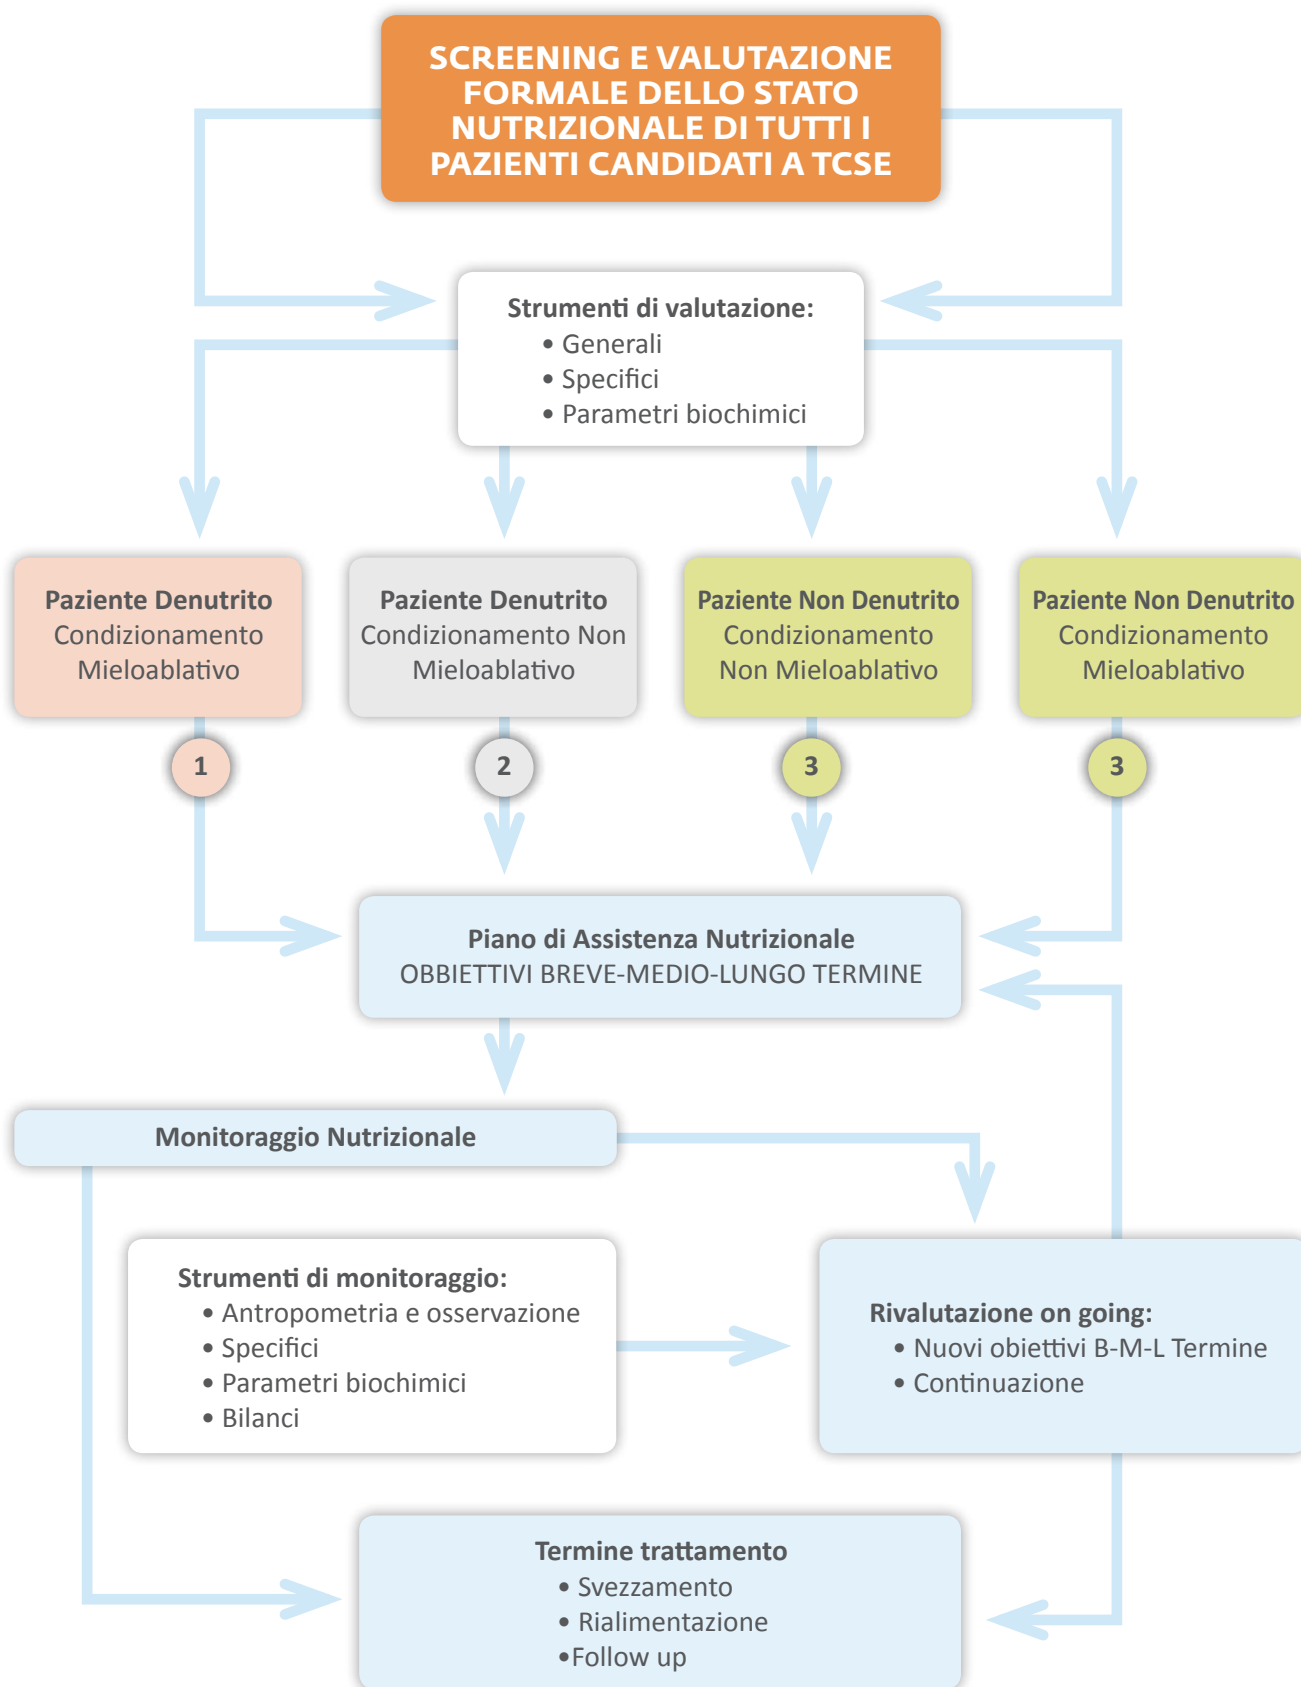 SCREENING E VALUTAZIONE
FORMALE DELLO STATO
NUTRIZIONALE DI TUTTI I
PAZIENTI CANDIDATI A TCSE
Strumenti di valutazione:
• Generali
• Specifici
• Parametri biochimici
Paziente Denutrito
Condizionamento
Mieloablativo
Paziente Denutrito
Condizionamento Non
Mieloablativo
Paziente Non Denutrito
Condizionamento
Non Mieloablativo
Paziente Non Denutrito
Condizionamento
Mieloablativo
1
2
3
3
Piano di Assistenza Nutrizionale
OBBIETTIVI BREVE-MEDIO-LUNGO TERMINE
Monitoraggio Nutrizionale
Strumenti di monitoraggio:
• Antropometria e osservazione
• Specifici
• Parametri biochimici
• Bilanci
Rivalutazione on going:
• Nuovi obiettivi B-M-L Termine
• Continuazione
Termine trattamento
• Svezzamento
• Rialimentazione
•Follow up